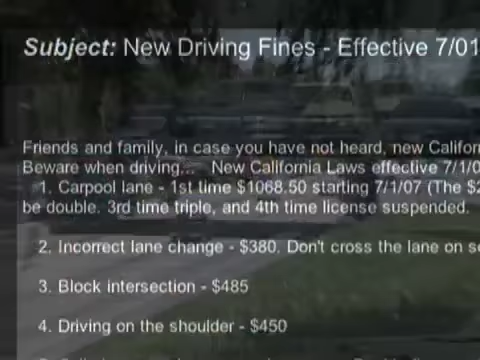 Subject: New Driving Fines - Effective 7/01
Friends and family, in case you have not heard, new Califor
Beware when driving... New California Laws effective 7/1/0
1. Carpool lane - 1st time $1068.50 starting 7/1/07 (The $2
be double. 3rd time triple, and 4th time license suspended.
2. Incorrect lane change - $380. Don't cross the lane on s
3. Block intersection - $485
4. Driving on the shoulder - $450